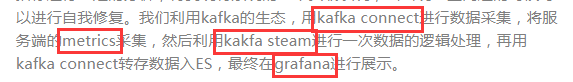 以进行自我修复。我们利用kafka的生态，用kafka connect进行数据采集，将服
务端的metrics采集，然后利用kakfa steam进行一次数据的逻辑处理，再用
kafka connect转存数据入ES，最终在grafana进行展示。